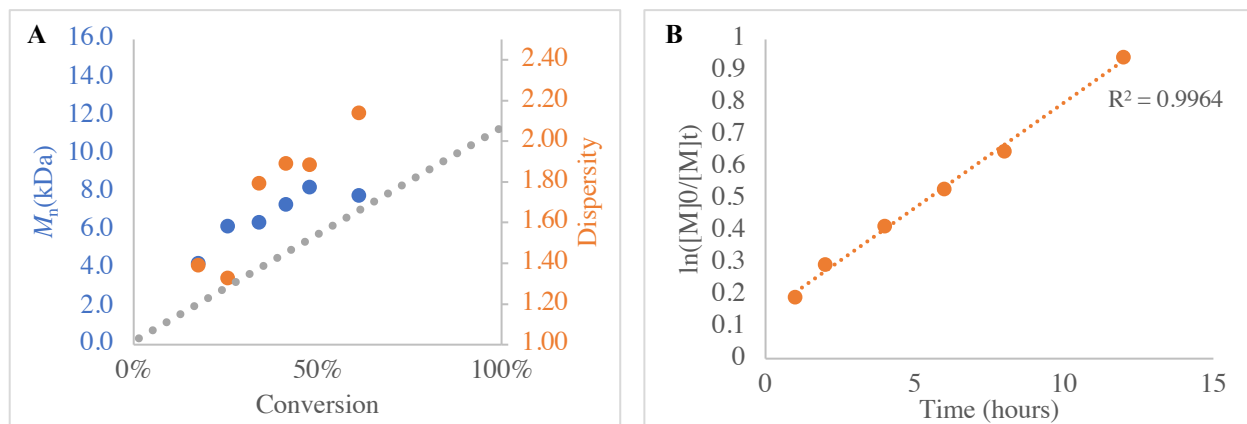 A
Mn(kDa)
16.0
14.0
12.0
10.0
8.0
6.0
4.0
2.0
0.0
2.40
2.20
2.00
1.80
1.60
1.40
1.20
1.00
Dispersity
0% 50% 100%
Conversion
B
ln([M]0/[M]t)
1
0.9
0.8
0.7
0.6
0.5
0.4
0.3
0.2
0.1
0
R² = 0.9964
0 5 10 15
Time (hours)